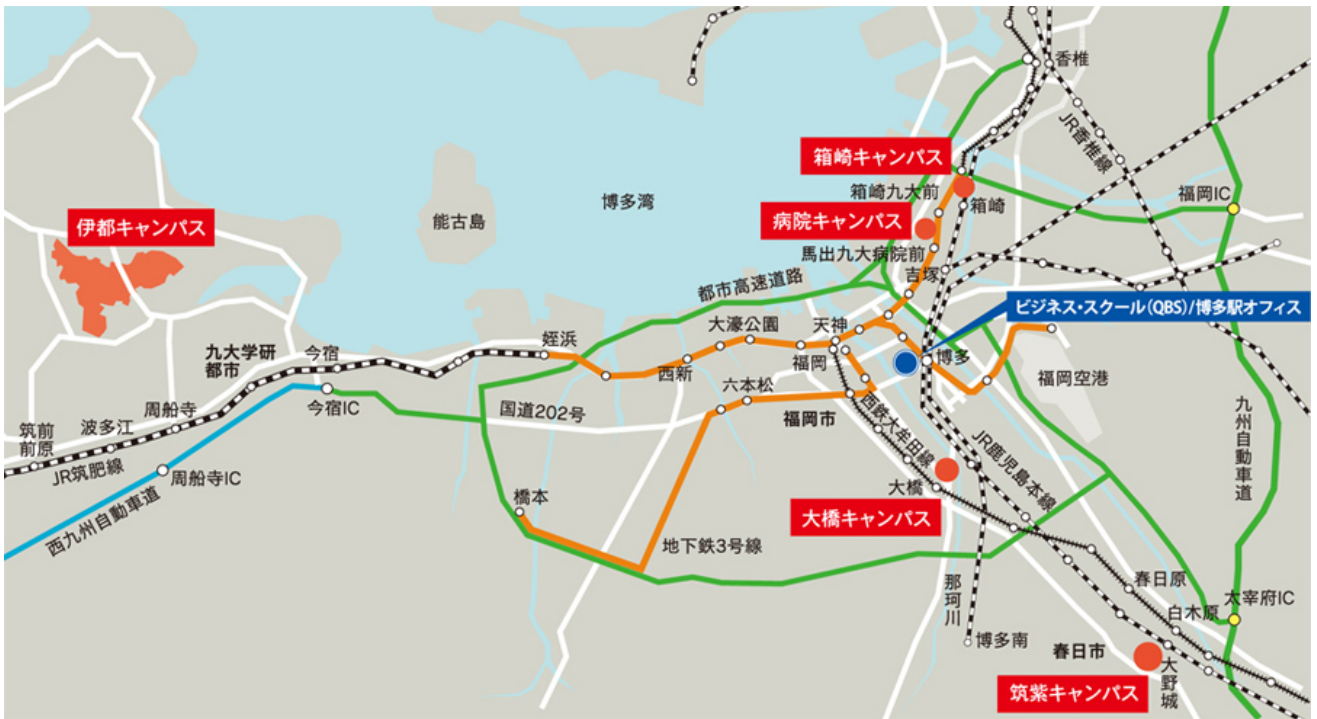 香椎
JR香椎線
箱崎キャンパス
箱崎九大前
箱崎
福岡IC
病院キャンパス
馬出九大病院前
吉塚
博多湾
能古島
伊都キャンパス
都市高速道路
ビジネス・スクール(QBS)/博多駅オフィス
大濠公園
天神
姪浜
西新
福岡
博多
福岡空港
九大学研
都市
今宿
今宿IC
六本松
国道202号
福岡市
西鉄大牟田線
JR鹿児島本線
九州自動車道
周船寺
波多江
筑前
前原
JR筑肥線
周船寺IC
西九州自動車道
橋本
地下鉄3号線
大橋
大橋キャンパス
那珂川
博多南
春日原
白木原
太宰府IC
春日市
大野城
筑紫キャンパス